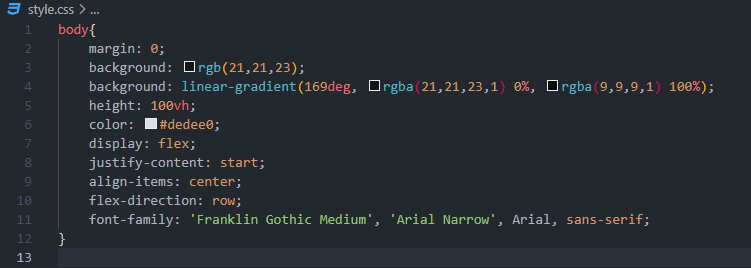 style.css > ...
1 body{
2 margin: 0;
3 background: rgb(21,21,23);
4 background: linear-gradient(169deg, rgba(21,21,23,1) 0%, rgba(9,9,9,1) 100%);
5 height: 100vh;
6 color: #dedee0;
7 display: flex;
8 justify-content: start;
9 align-items: center;
10 flex-direction: row;
11 font-family: 'Franklin Gothic Medium', 'Arial Narrow', Arial, sans-serif;
12 }
13